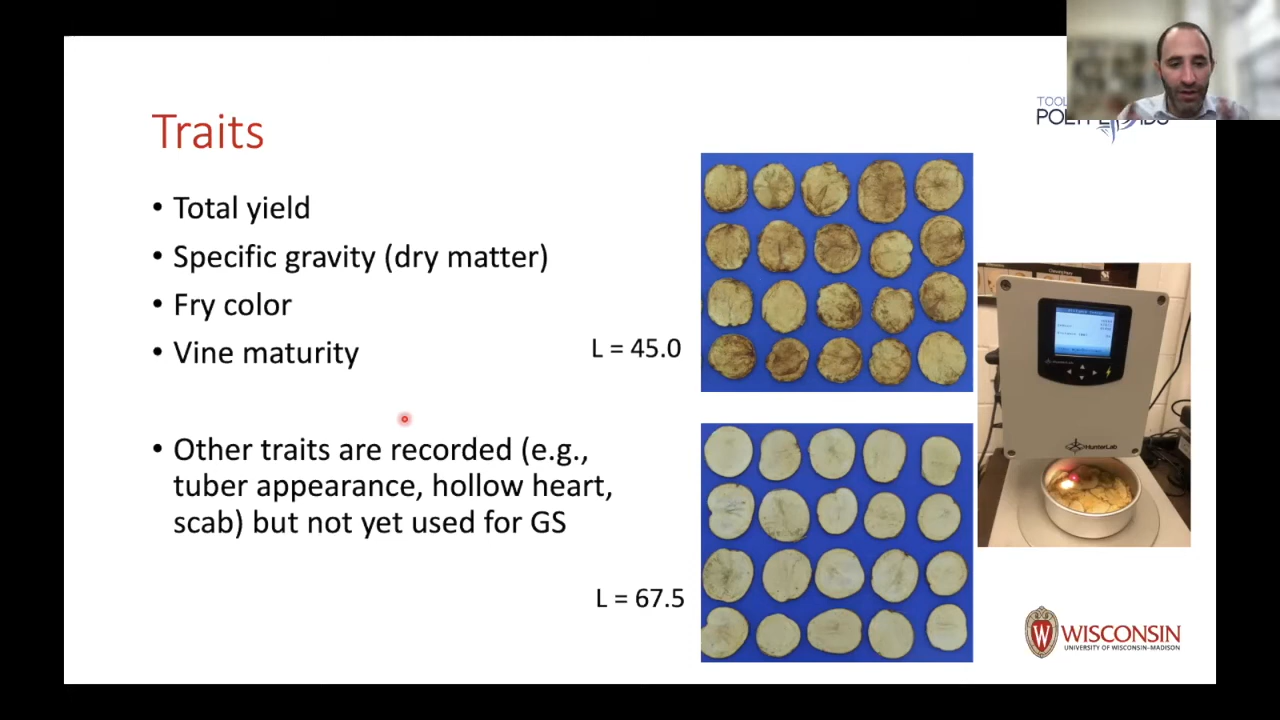 Traits
• Total yield
• Specific gravity (dry matter)
• Fry color
• Vine maturity
• Other traits are recorded (e.g.,
tuber appearance, hollow heart,
scab) but not yet used for GS
L = 45.0
L = 67.5
HunterLab
WISCONSIN
UNIVERSITY OF WISCONSIN–MADISON